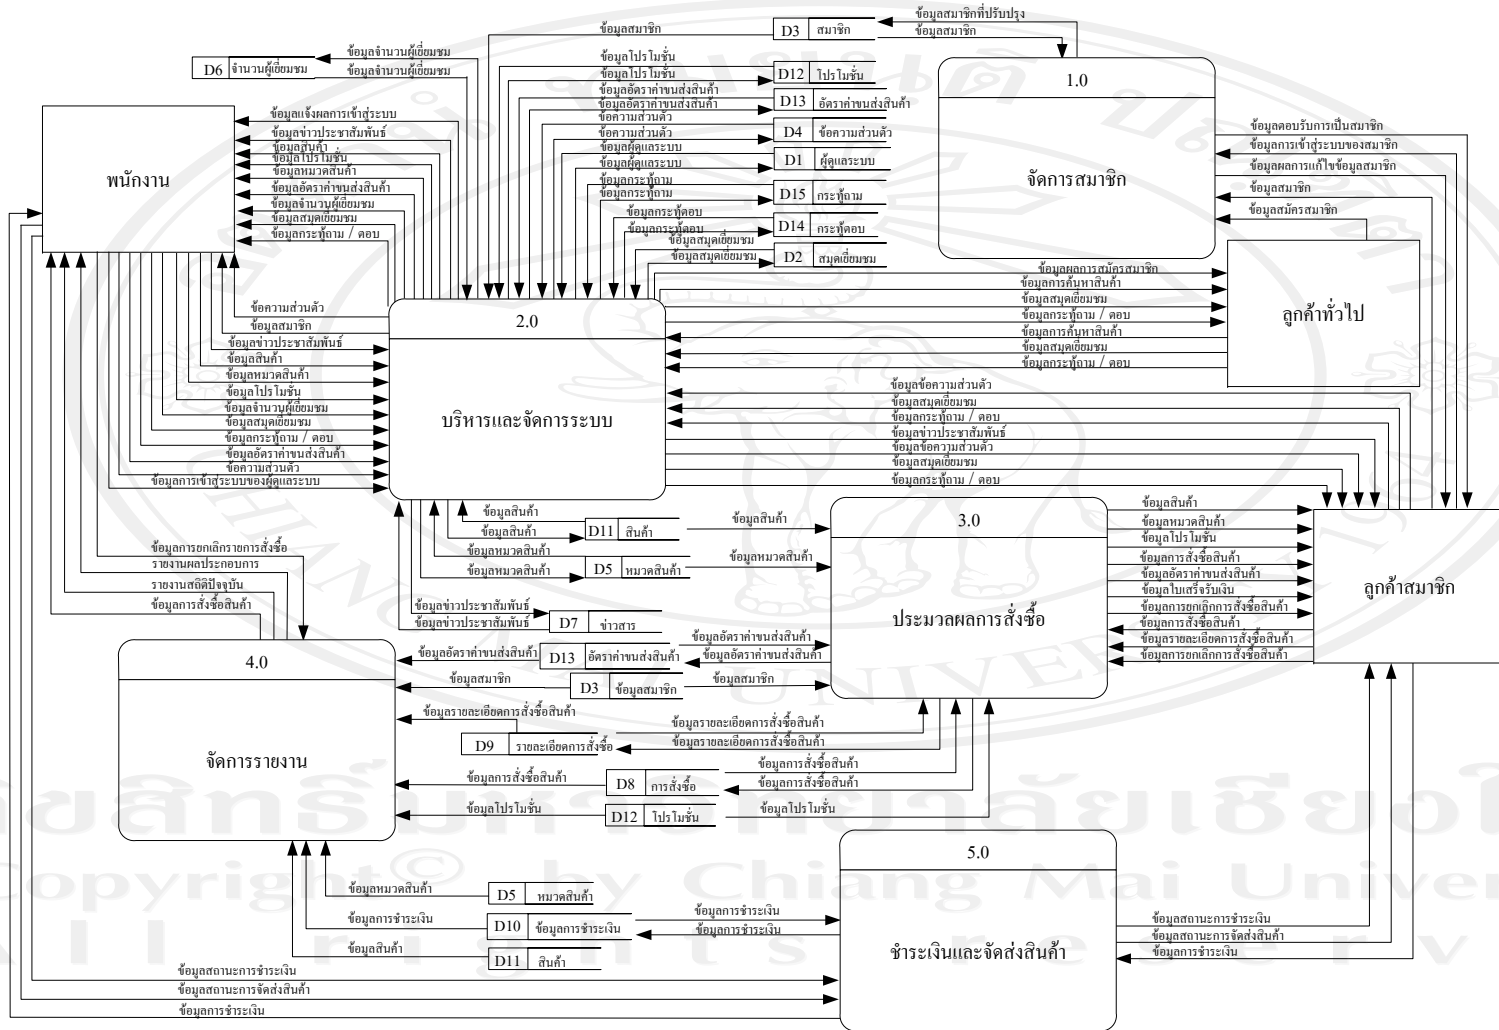 ข้อมูลสมาชิก
D3 สมาชิก
ข้อมูลสมาชิกที่ปรับปรุง
ข้อมูลสมาชิก
ข้อมูลจำนวนผู้เยี่ยมชม
D6 จำนวนผู้เยี่ยมชม
ข้อมูลจำนวนผู้เยี่ยมชม
ข้อมูลโปรโมชั่น
ข้อมูลโปรโมชั่น
D12 โปรโมชั่น
ข้อมูลอัตราค่าขนส่งสินค้า
ข้อมูลอัตราค่าขนส่งสินค้า
D13 อัตราค่าขนส่งสินค้า
ข้อความส่วนตัว
ข้อความส่วนตัว
D4 ข้อความส่วนตัว
ข้อมูลผู้ดูแลระบบ
ข้อมูลผู้ดูแลระบบ
D1 ผู้ดูแลระบบ
ข้อมูลกระทู้ถาม
ข้อมูลกระทู้ถาม
D15 กระทู้ถาม
ข้อมูลกระทู้ตอบ
ข้อมูลกระทู้ตอบ
D14 กระทู้ตอบ
ข้อมูลสมุดเยี่ยมชม
ข้อมูลสมุดเยี่ยมชม
D2 สมุดเยี่ยมชม
1.0
จัดการสมาชิก
ข้อมูลตอบรับการเป็นสมาชิก
ข้อมูลการเข้าสู่ระบบของสมาชิก
ข้อมูลผลการแก้ไขข้อมูลสมาชิก
ข้อมูลสมาชิก
ข้อมูลสมัครสมาชิก
พนักงาน
ข้อมูลแจ้งผลการเข้าสู่ระบบ
ข้อมูลข่าวประชาสัมพันธ์
ข้อมูลสินค้า
ข้อมูลโปรโมชั่น
ข้อมูลหมวดสินค้า
ข้อมูลอัตราค่าขนส่งสินค้า
ข้อมูลจำนวนผู้เยี่ยมชม
ข้อมูลสมุดเยี่ยมชม
ข้อมูลกระทู้ถาม / ตอบ
ข้อความส่วนตัว
ข้อมูลสมาชิก
ข้อมูลข่าวประชาสัมพันธ์
ข้อมูลสินค้า
ข้อมูลหมวดสินค้า
ข้อมูลโปรโมชั่น
ข้อมูลจำนวนผู้เยี่ยมชม
ข้อมูลสมุดเยี่ยมชม
ข้อมูลกระทู้ถาม / ตอบ
ข้อมูลอัตราค่าขนส่งสินค้า
ข้อความส่วนตัว
ข้อมูลการเข้าสู่ระบบของผู้ดูแลระบบ
2.0
บริหารและจัดการระบบ
ข้อมูลผลการสมัครสมาชิก
ข้อมูลการค้นหาสินค้า
ข้อมูลสมุดเยี่ยมชม
ข้อมูลกระทู้ถาม / ตอบ
ข้อมูลการค้นหาสินค้า
ข้อมูลสมุดเยี่ยมชม
ข้อมูลกระทู้ถาม / ตอบ
ลูกค้าทั่วไป
ข้อมูลข้อความส่วนตัว
ข้อมูลสมุดเยี่ยมชม
ข้อมูลกระทู้ถาม / ตอบ
ข้อมูลข่าวประชาสัมพันธ์
ข้อมูลข้อความส่วนตัว
ข้อมูลสมุดเยี่ยมชม
ข้อมูลกระทู้ถาม / ตอบ
ข้อมูลสินค้า
ข้อมูลสินค้า
D11 สินค้า
ข้อมูลสินค้า
ข้อมูลหมวดสินค้า
ข้อมูลหมวดสินค้า
D5 หมวดสินค้า
ข้อมูลหมวดสินค้า
ข้อมูลข่าวประชาสัมพันธ์
ข้อมูลข่าวประชาสัมพันธ์
D7 ข่าวสาร
3.0
ประมวลผลการสั่งซื้อ
ข้อมูลสินค้า
ข้อมูลหมวดสินค้า
ข้อมูลโปรโมชั่น
ข้อมูลการสั่งซื้อสินค้า
ข้อมูลอัตราค่าขนส่งสินค้า
ข้อมูลใบเสร็จรับเงิน
ข้อมูลการยกเลิกการสั่งซื้อสินค้า
ข้อมูลการสั่งซื้อสินค้า
ข้อมูลรายละเอียดการสั่งซื้อสินค้า
ข้อมูลการยกเลิกการสั่งซื้อสินค้า
ลูกค้าสมาชิก
ข้อมูลการยกเลิกรายการสั่งซื้อ
รายงานผลประกอบการ
รายงานสถิติปัจจุบัน
ข้อมูลการสั่งซื้อสินค้า
4.0
จัดการรายงาน
ข้อมูลอัตราค่าขนส่งสินค้า
D13 อัตราค่าขนส่งสินค้า
ข้อมูลอัตราค่าขนส่งสินค้า
ข้อมูลอัตราค่าขนส่งสินค้า
ข้อมูลสมาชิก
D3 ข้อมูลสมาชิก
ข้อมูลสมาชิก
ข้อมูลรายละเอียดการสั่งซื้อสินค้า
D9 รายละเอียดการสั่งซื้อ
ข้อมูลรายละเอียดการสั่งซื้อสินค้า
ข้อมูลรายละเอียดการสั่งซื้อสินค้า
ข้อมูลการสั่งซื้อสินค้า
D8 การสั่งซื้อ
ข้อมูลการสั่งซื้อสินค้า
ข้อมูลการสั่งซื้อสินค้า
ข้อมูลโปรโมชั่น
D12 โปรโมชั่น
ข้อมูลโปรโมชั่น
ข้อมูลหมวดสินค้า
D5 หมวดสินค้า
ข้อมูลการชำระเงิน
D10 ข้อมูลการชำระเงิน
ข้อมูลการชำระเงิน
ข้อมูลการชำระเงิน
ข้อมูลสินค้า
D11 สินค้า
5.0
ชำระเงินและจัดส่งสินค้า
ข้อมูลสถานะการชำระเงิน
ข้อมูลสถานะการจัดส่งสินค้า
ข้อมูลการชำระเงิน
ข้อมูลสถานะการชำระเงิน
ข้อมูลสถานะการจัดส่งสินค้า
ข้อมูลการชำระเงิน
Copyright© by Chiang Mai Univer
All rights reserv